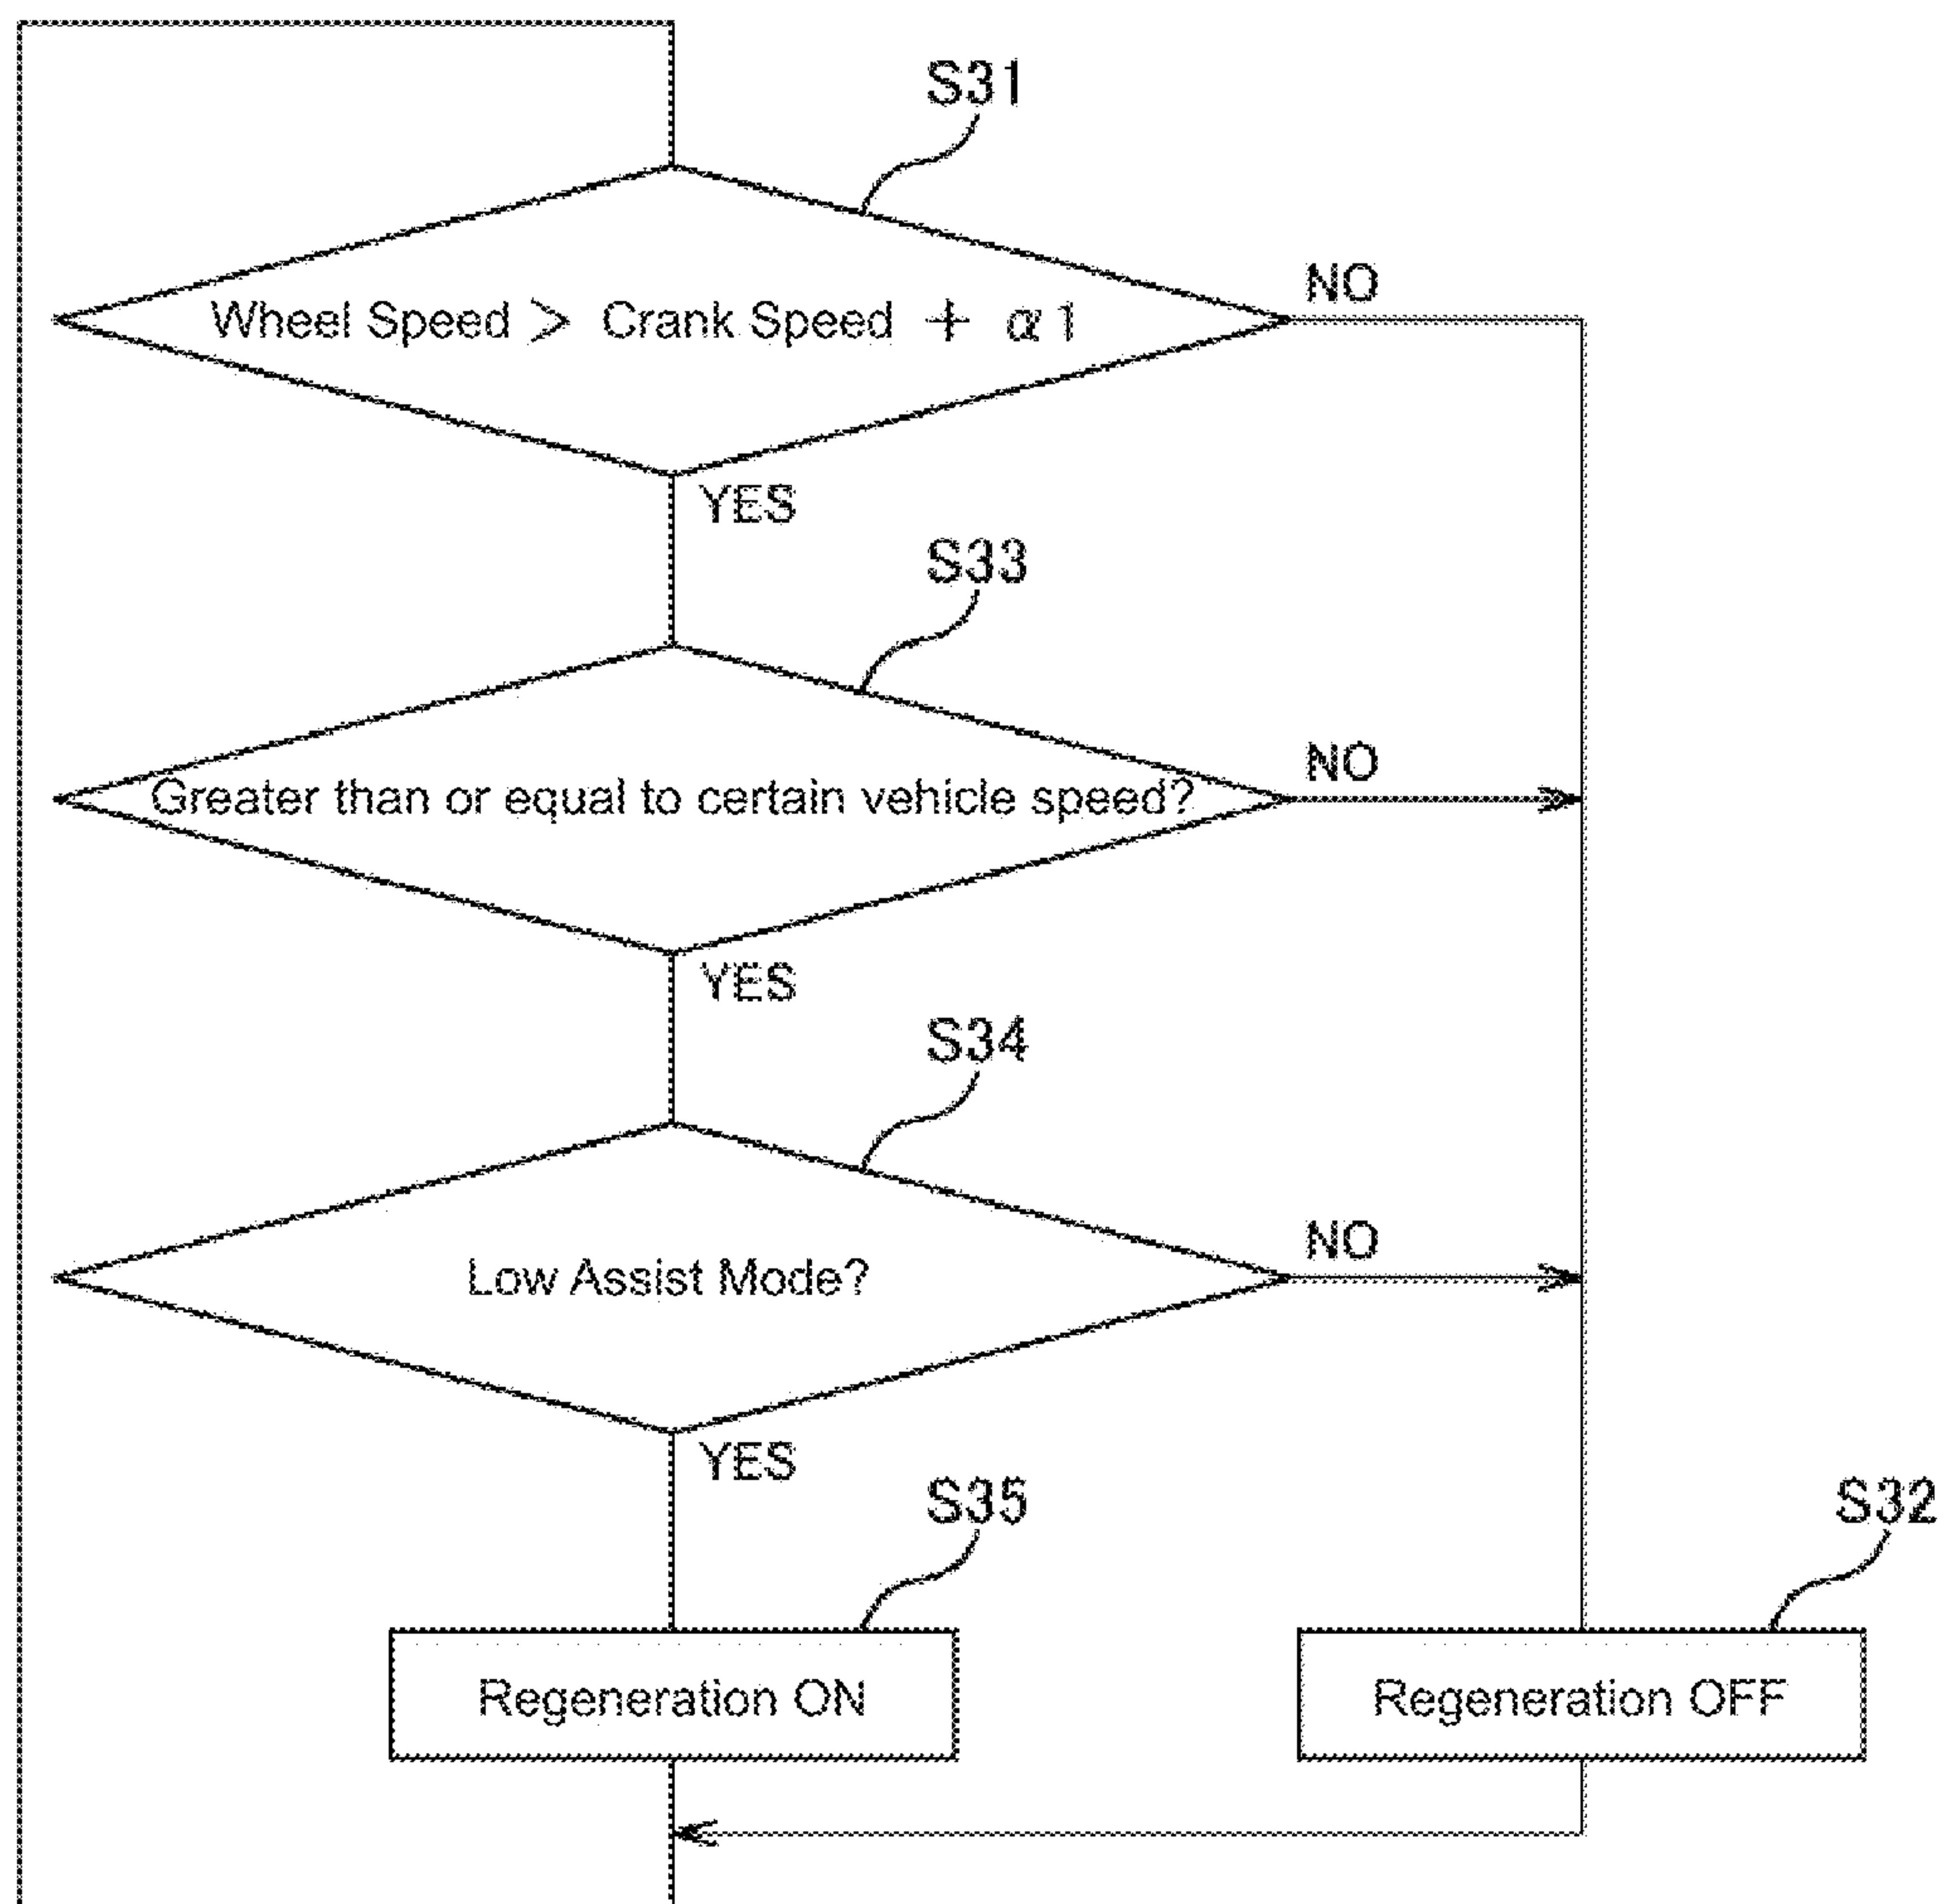 S31
Wheel Speed > Crank Speed + α1
NO
YES
S33
Greater than or equal to certain vehicle speed?
NO
YES
S34
Low Assist Mode?
NO
YES
S35
S32
Regeneration ON
Regeneration OFF